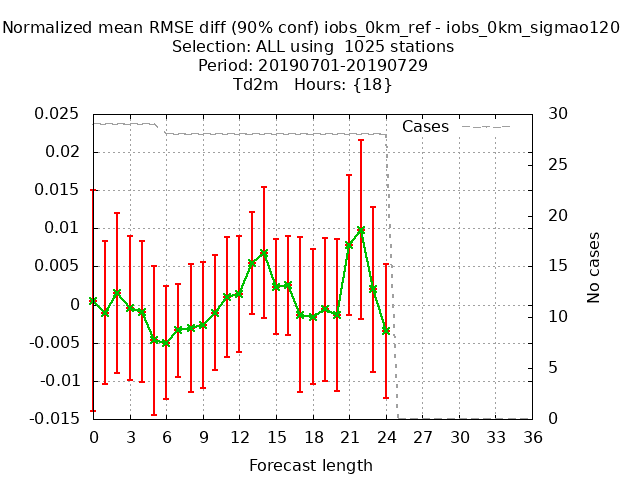 Normalized mean RMSE diff (90% conf) iobs_0km_ref - iobs_0km_sigmao120
Selection: ALL using  1025 stations
Period: 20190701-20190729
Td2m   Hours: {18}
0.025
0.02
0.015
0.01
0.005
0
-0.005
-0.01
-0.015
Cases
30
25
20
15
10
5
0
No cases
0 3 6 9 12 15 18 21 24 27 30 33 36
Forecast length